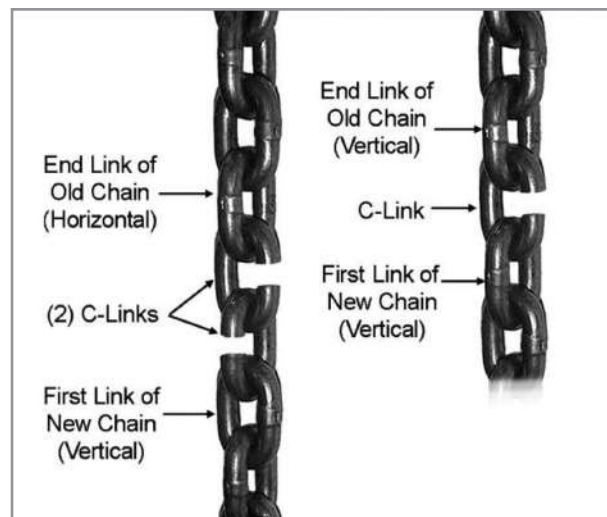 End Link of
Old Chain
(Horizontal)
(2) C-Links
First Link of
New Chain
(Vertical)
End Link of
Old Chain
(Vertical)
C-Link
First Link of
New Chain
(Vertical)